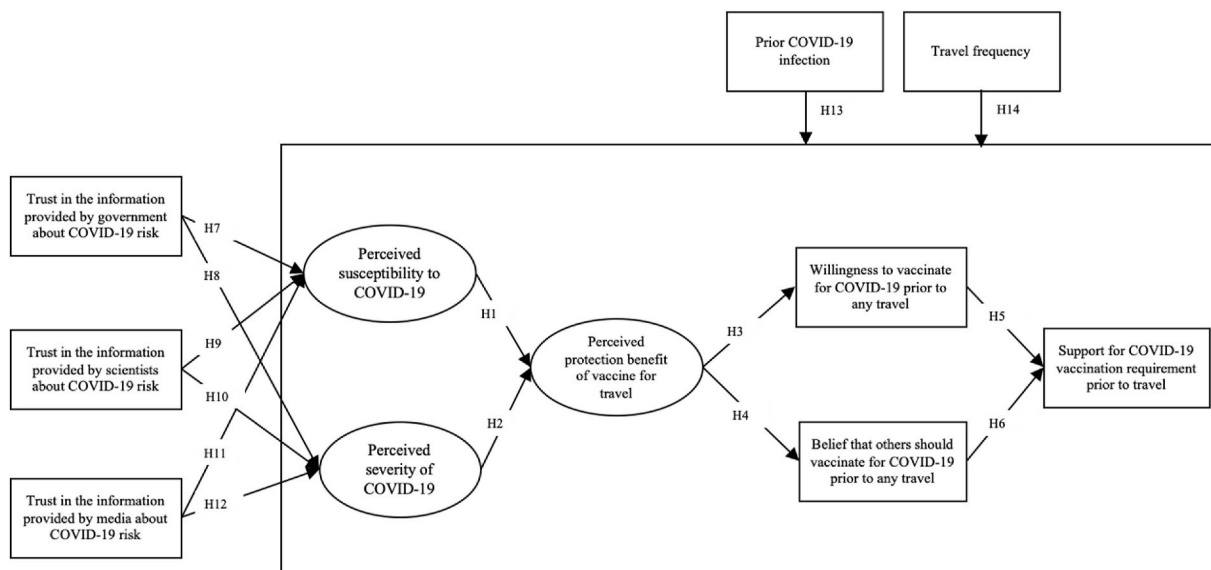 Prior COVID-19
infection
Travel frequency
H13
H14
Trust in the information
provided by government
about COVID-19 risk
H7
H8
Perceived
susceptibility to
COVID-19
Willingness to vaccinate
for COVID-19 prior to
any travel
H1
H3
H5
Trust in the information
provided by scientists
about COVID-19 risk
H9
H10
Perceived
protection benefit
of vaccine for
travel
Support for COVID-19
vaccination requirement
prior to travel
H2
H4
H6
H11
H12
Perceived
severity of
COVID-19
Belief that others should
vaccinate for COVID-19
prior to any travel
Trust in the information
provided by media about
COVID-19 risk